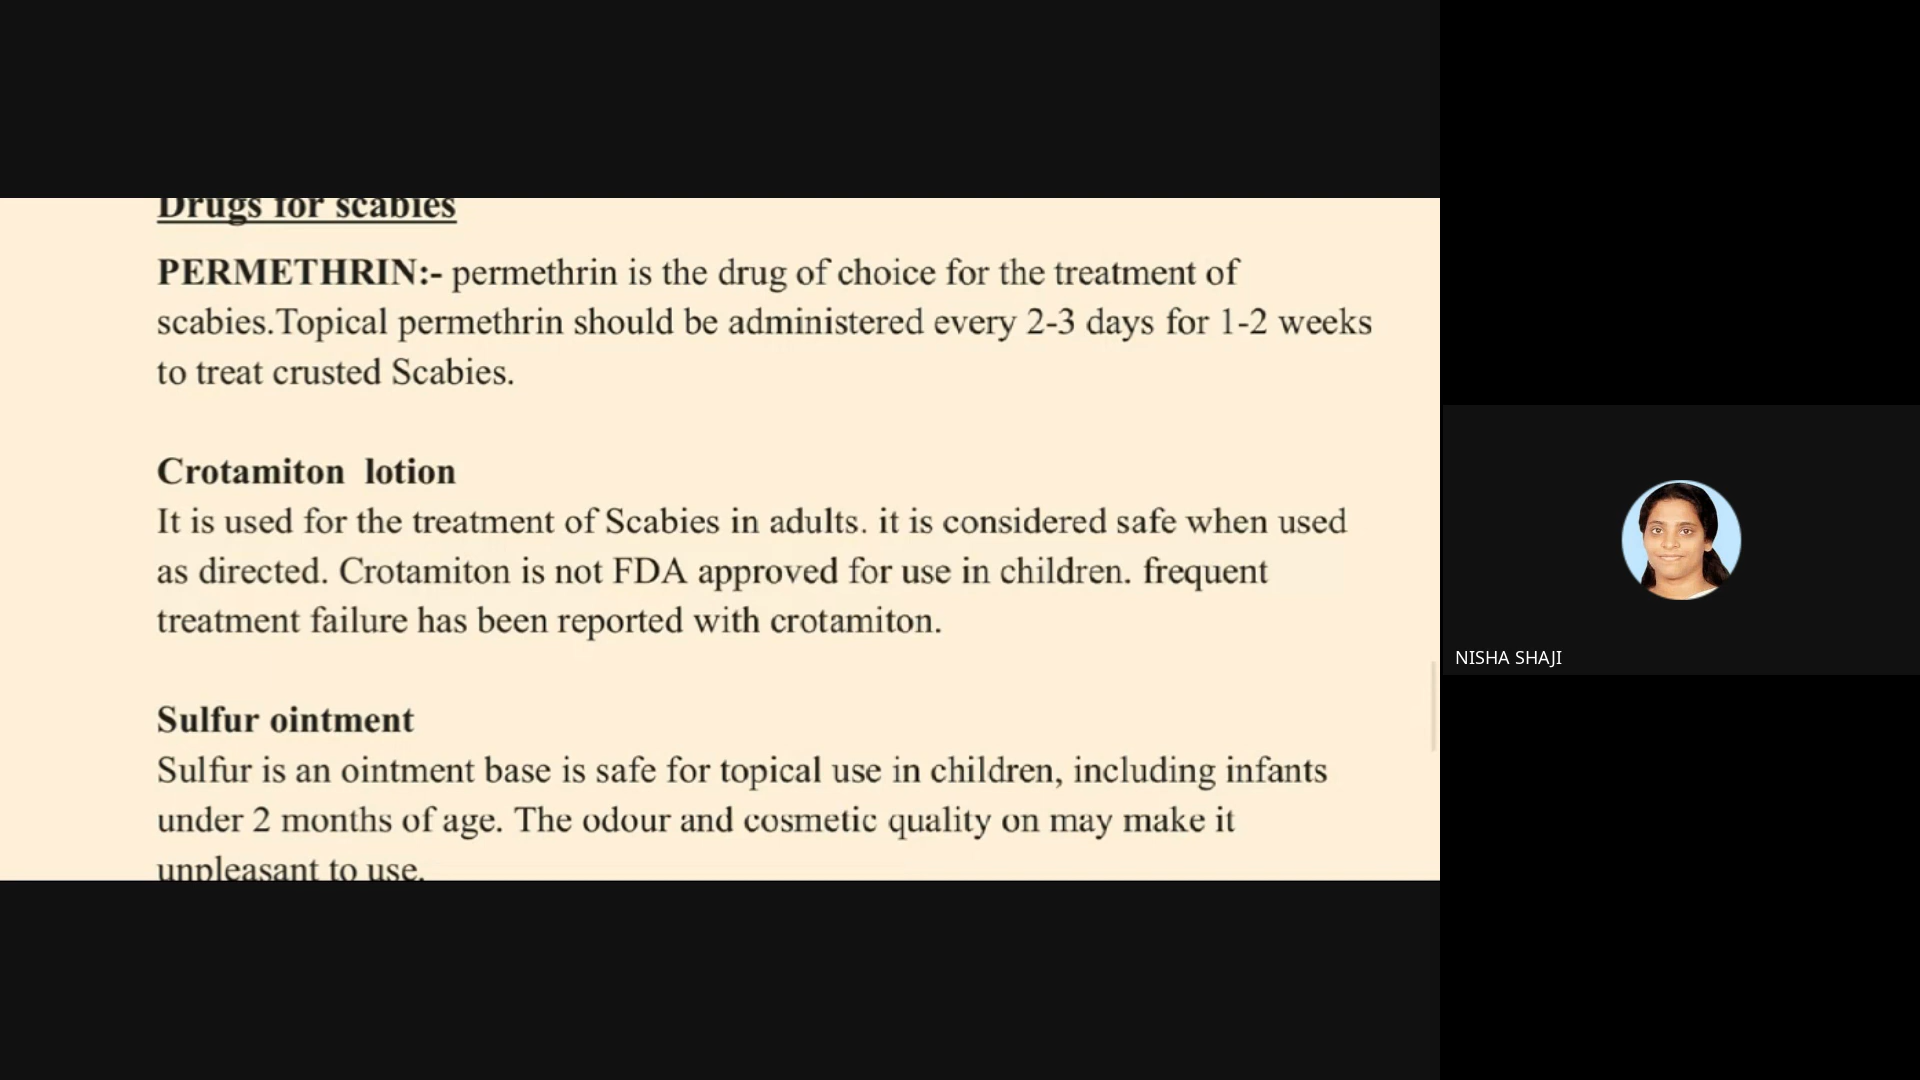 Drugs for scabies
PERMETHRIN:- permethrin is the drug of choice for the treatment of
scabies.Topical permethrin should be administered every 2-3 days for 1-2 weeks
to treat crusted Scabies.
Crotamiton lotion
It is used for the treatment of Scabies in adults. it is considered safe when used
as directed. Crotamiton is not FDA approved for use in children. frequent
treatment failure has been reported with crotamiton.
Sulfur ointment
Sulfur is an ointment base is safe for topical use in children, including infants
under 2 months of age. The odour and cosmetic quality on may make it
unpleasant to use.
NISHA SHAJI